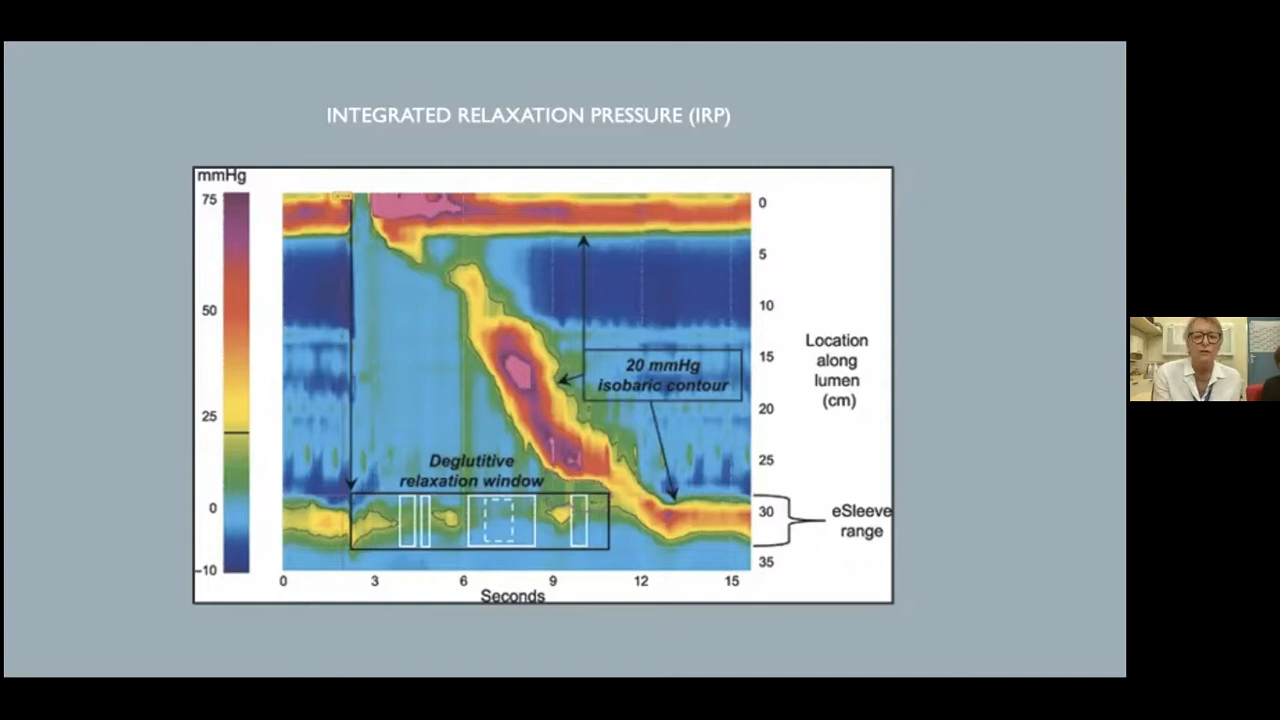 INTEGRATED RELAXATION PRESSURE (IRP)
mmHg
75
50
25
0
-10
0
5
10
15
20
25
30
35
Location
along
lumen
(cm)
20 mmHg
isobaric contour
Deglutitive
relaxation window
eSleeve
range
0
3
6
9
12
15
Seconds